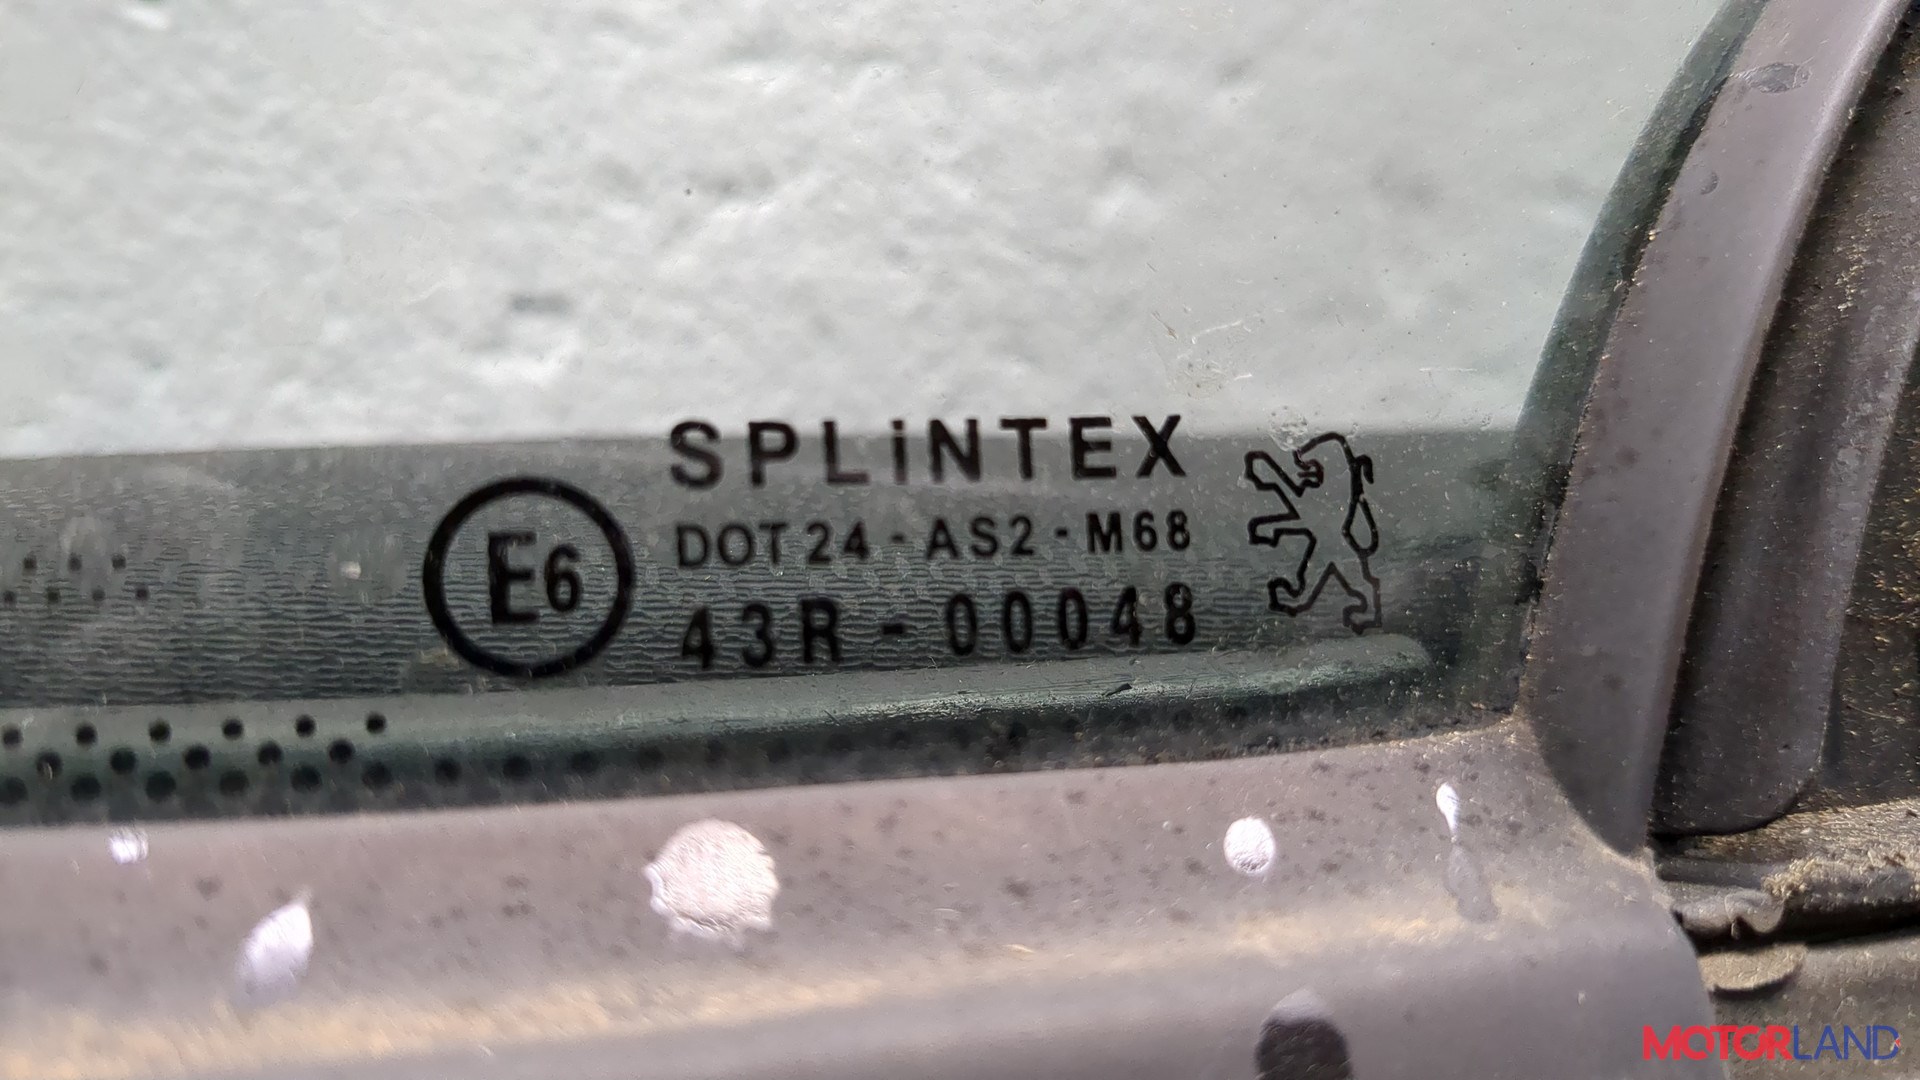 SPLiNTEX
E6
DOT 24 - AS2 - M68
43R - 00048
MOTORLAND